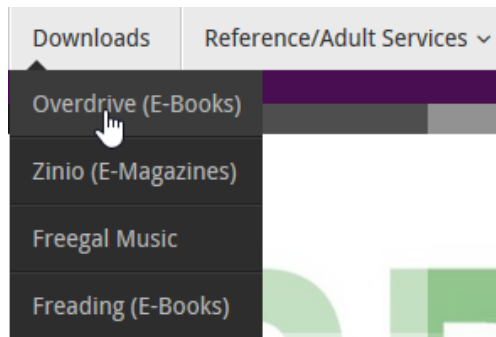 Downloads
Reference/Adult Services
Overdrive (E-Books)
Zinio (E-Magazines)
Freegal Music
Freading (E-Books)